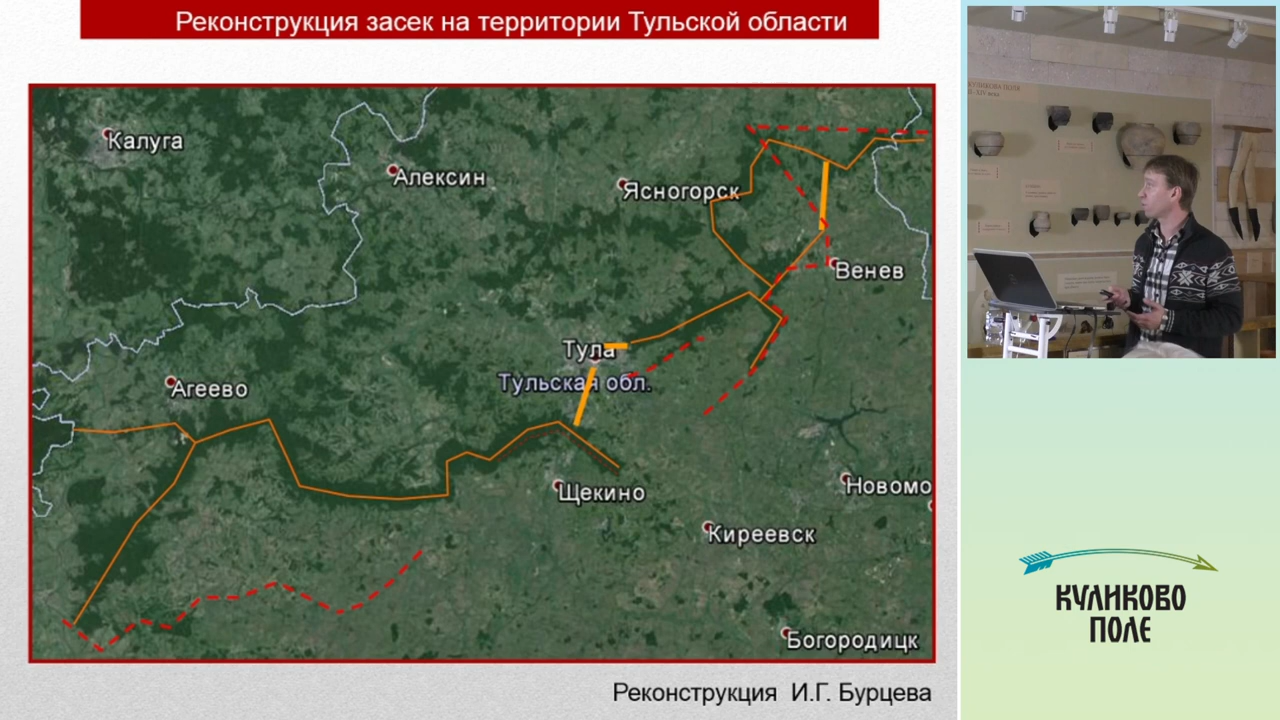 Реконструкция засек на территории Тульской области
Калуга
Алексин
Ясногорск
Венев
Тула
Тульская обл.
Агеево
Щекино
Новомо
Киреевск
Богородицк
Реконструкция И.Г. Бурцева
КУЛИКОВО
ПОЛЕ